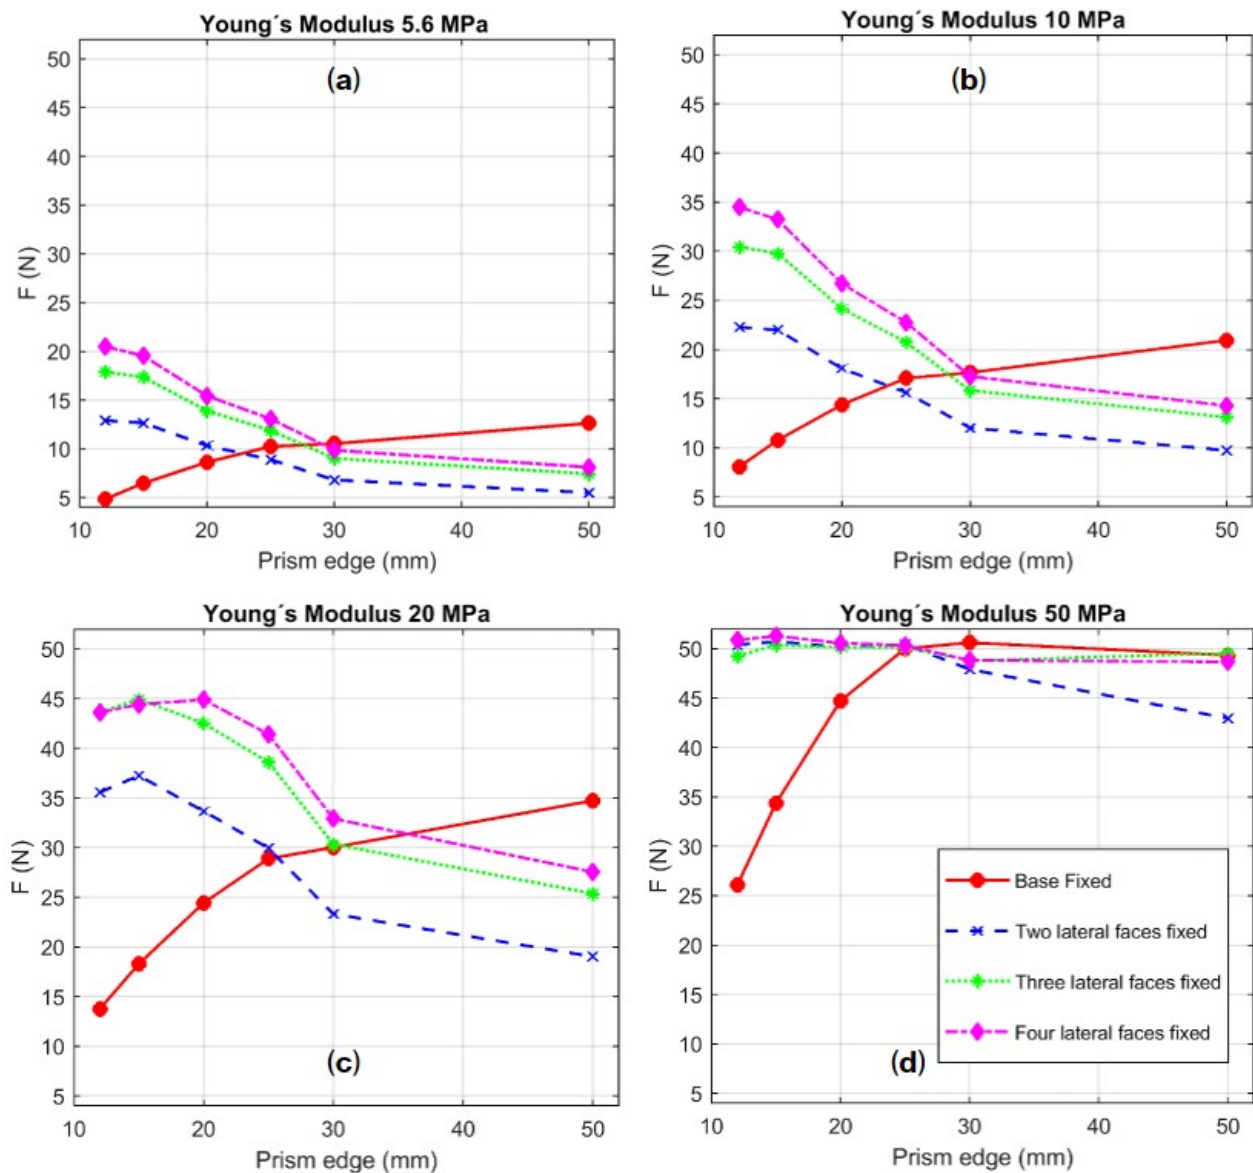 Young´s Modulus 5.6 MPa
(a)
50
45
40
35
30
25
20
15
10
5
F (N)
10 20 30 40 50
Prism edge (mm)
Young´s Modulus 10 MPa
(b)
50
45
40
35
30
25
20
15
10
5
F (N)
10 20 30 40 50
Prism edge (mm)
Young´s Modulus 20 MPa
50
45
40
35
30
25
20
15
10
5
F (N)
(c)
10 20 30 40 50
Prism edge (mm)
Young´s Modulus 50 MPa
50
45
40
35
30
25
20
15
10
5
F (N)
Base Fixed
Two lateral faces fixed
Three lateral faces fixed
Four lateral faces fixed
(d)
10 20 30 40 50
Prism edge (mm)